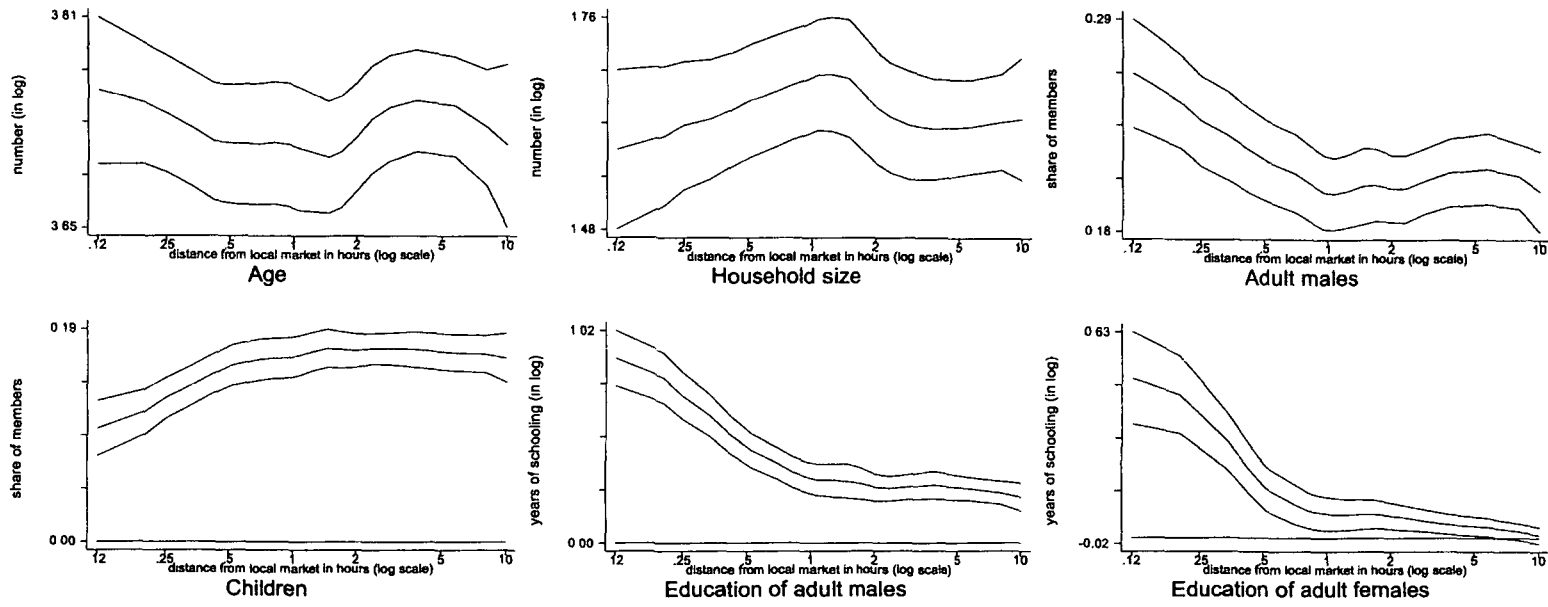 3 81
number (in log)
3 65
.12 .25 .5 1 2 5 10
distance from local market in hours (log scale)
Age
1 76
number (in log)
1 48
.12 .25 .5 1 2 5 10
distance from local market in hours (log scale)
Household size
0.29
share of members
0.18
.12 .25 .5 1 2 5 10
distance from local market in hours (log scale)
Adult males
0 19
share of members
0 00
12 .25 .5 1 2 5 10
distance from local market in hours (log scale)
Children
1 02
years of schooling (in log)
0 00
.12 .25 .5 1 2 5 10
distance from local market in hours (log scale)
Education of adult males
0 63
years of schooling (in log)
-0.02
.12 .25 .5 1 2 5 10
distance from local market in hours (log scale)
Education of adult females